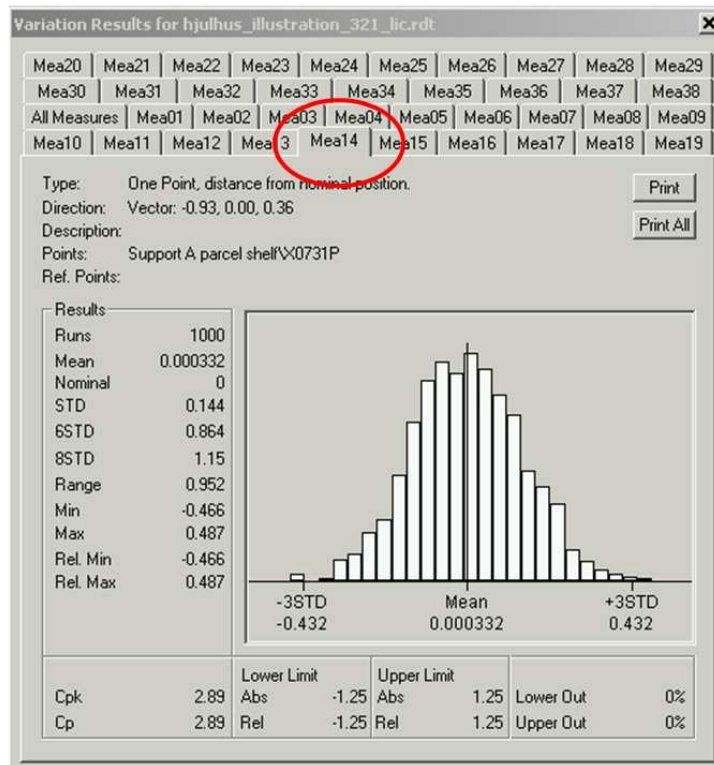 Variation Results for hjulhus_illustration_321_lic.rdt
Mea20 Mea21 Mea22 Mea23 Mea24 Mea25 Mea26 Mea27 Mea28 Mea29
Mea30 Mea31 Mea32 Mea33 Mea34 Mea35 Mea36 Mea37 Mea38
All Measures Mea01 Mea02 Mea03 Mea04 Mea05 Mea06 Mea07 Mea08 Mea09
Mea10 Mea11 Mea12 Mea 3 Mea14 Mea15 Mea16 Mea17 Mea18 Mea19
Type: One Point, distance from nominal position. Print
Direction: Vector: -0.93, 0.00, 0.36
Description: Print All
Points: Support A parcel shelf\X0731P
Ref. Points:
Results
Runs 1000
Mean 0.000332
Nominal 0
STD 0.144
6STD 0.864
8STD 1.15
Range 0.952
Min -0.466
Max 0.487
Rel. Min -0.466
Rel. Max 0.487
-3STD Mean +3STD
-0.432 0.000332 0.432
Lower Limit Upper Limit
Cpk 2.89 Abs -1.25 Abs 1.25 Lower Out 0%
Cp 2.89 Rel -1.25 Rel 1.25 Upper Out 0%